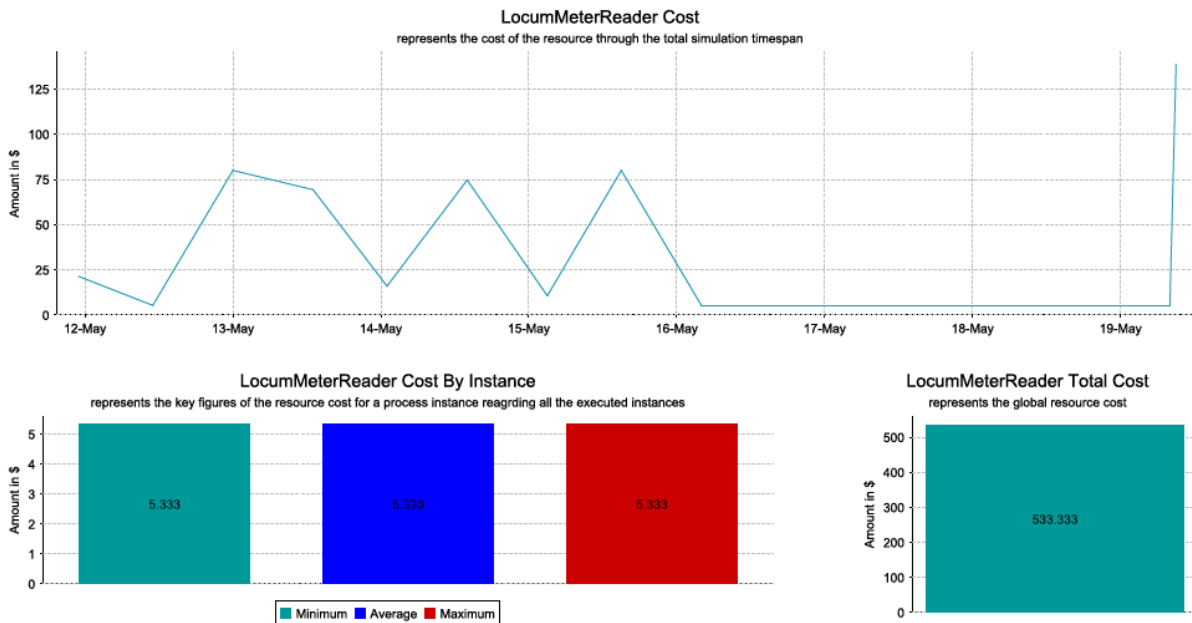 LocumMeterReader Cost
represents the cost of the resource through the total simulation timespan
Amount in $
125
100
75
50
25
0
12-May 13-May 14-May 15-May 16-May 17-May 18-May 19-May
LocumMeterReader Cost By Instance
represents the key figures of the resource cost for a process instance reagrding all the executed instances
Amount in $
5
4
3
2
1
0
5.333 5.333 5.333
Minimum Average Maximum
LocumMeterReader Total Cost
represents the global resource cost
Amount in $
500
400
300
200
100
0
533.333